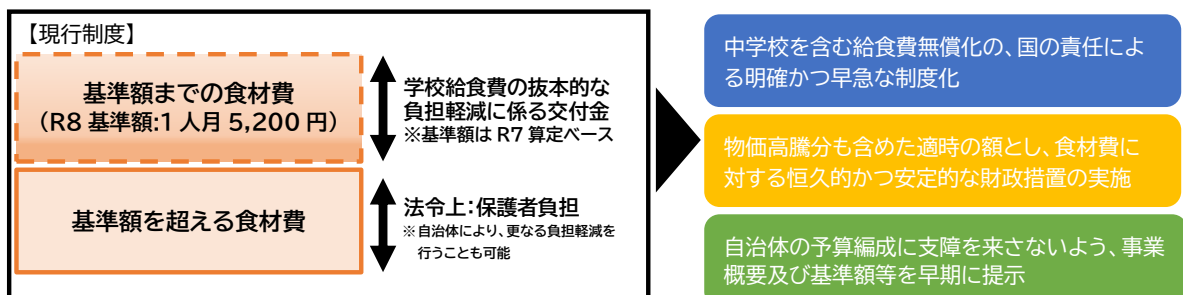 【現行制度】
基準額までの食材費
（R8 基準額:1 人月 5,200 円）
学校給食費の抜本的な
負担軽減に係る交付金
※基準額は R7 算定ベース
基準額を超える食材費
法令上:保護者負担
※自治体により、更なる負担軽減を
行うことも可能
中学校を含む給食費無償化の、国の責任によ
る明確かつ早急な制度化
物価高騰分も含めた適時の額とし、食材費に
対する恒久的かつ安定的な財政措置の実施
自治体の予算編成に支障を来さないよう、事業
概要及び基準額等を早期に提示